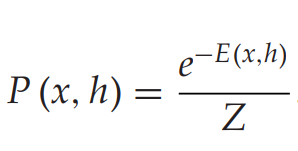 P (x, h) = e^{−E(x,h)} / Z